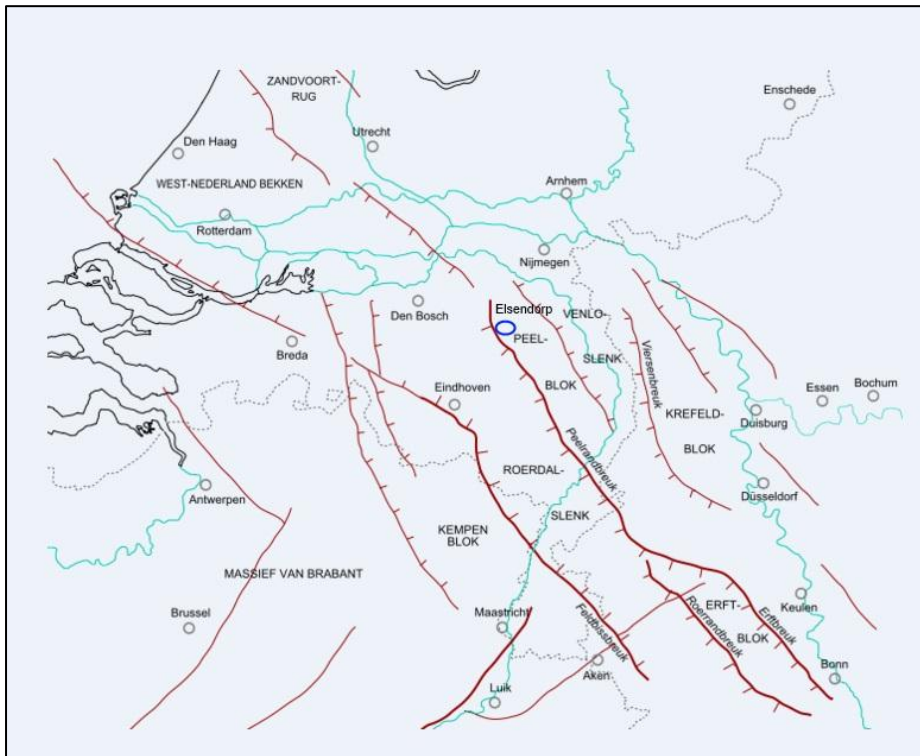 ZANDVOORT-
RUG
Enschede
Utrecht
Den Haag
WEST-NEDERLAND BEKKEN
Arnhem
Rotterdam
Nijmegen
Den Bosch
Elsendorp
VENLO-
SLENK
PEEL-
BLOK
Breda
Viersenbreuk
Eindhoven
Essen
Bochum
KREFELD-
BLOK
Duisburg
Peelrandbreuk
ROERDAL-
SLENK
Antwerpen
Düsseldorf
KEMPEN
BLOK
MASSIEF VAN BRABANT
Brussel
Maastricht
Feldbissbreuk
Roerrandbreuk
ERFT-
BLOK
Erftbreuk
Keulen
Aken
Bonn
Luik